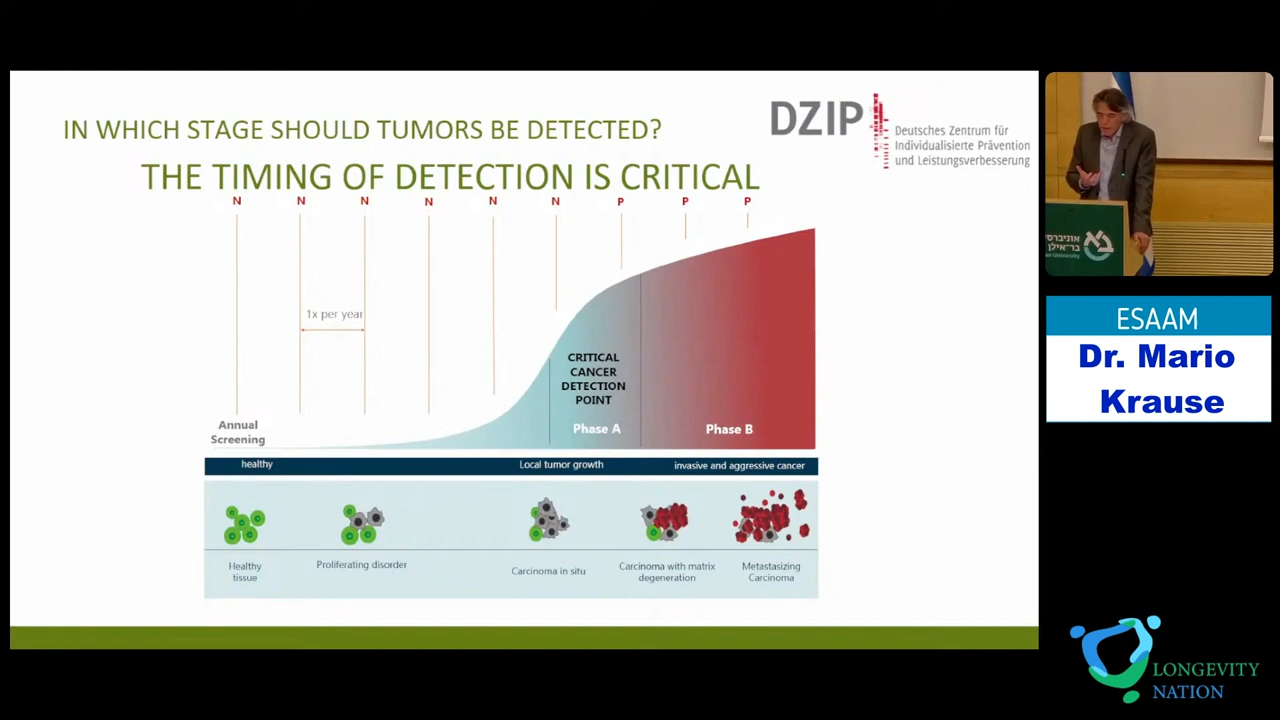 IN WHICH STAGE SHOULD TUMORS BE DETECTED?
THE TIMING OF DETECTION IS CRITICAL
DZIP
Deutsches Zentrum für
Individualisierte Prävention
und Leistungsverbesserung
N N N N N N P P P
1x per year
CRITICAL
CANCER
DETECTION
POINT
Annual
Screening
Phase A
Phase B
healthy
Local tumor growth
invasive and aggressive cancer
Healthy
tissue
Proliferating disorder
Carcinoma in situ
Carcinoma with matrix
degeneration
Metastasizing
Carcinoma
ESAAM
Dr. Mario
Krause
LONGEVITY
NATION